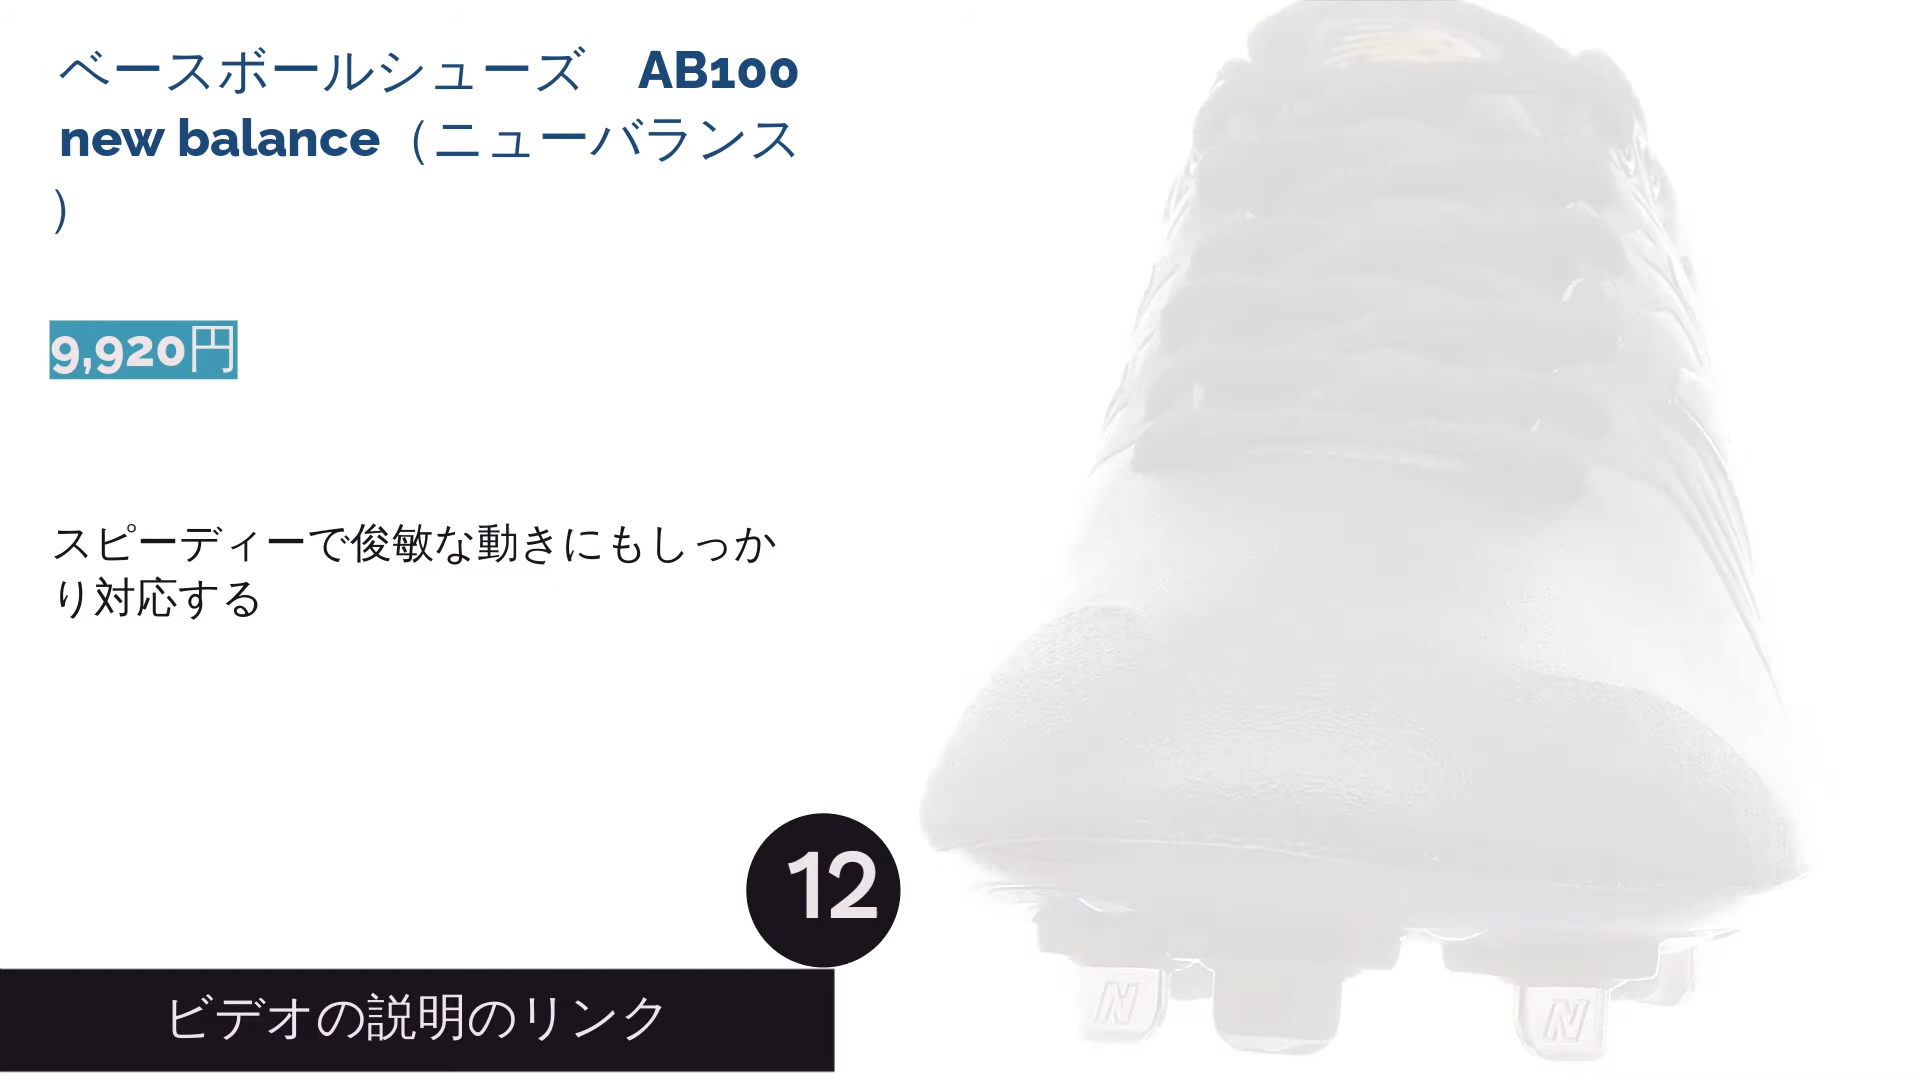 ベースボールシューズ　AB100
new balance（ニューバランス
）
9,920円
スピーディーで俊敏な動きにもしっか
り対応する
12
ビデオの説明のリンク
N
N